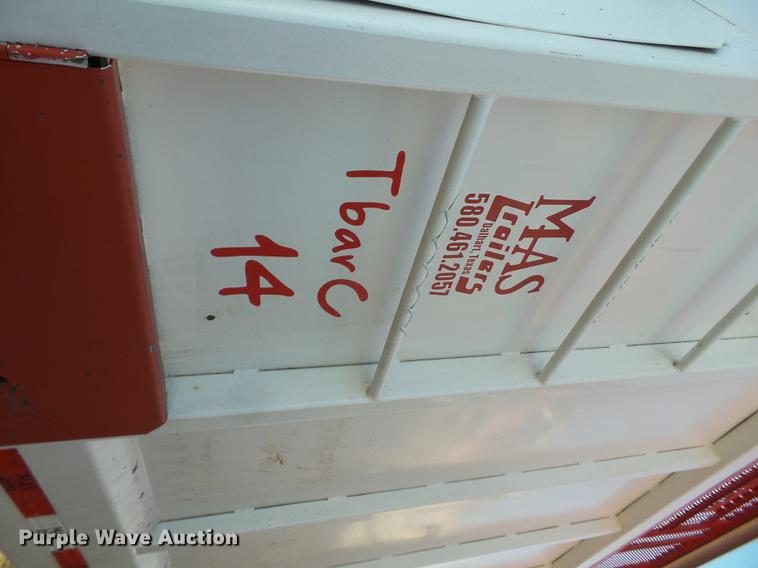 MAS
Trailers
Dalhart, Texas
580.461.2057
TbarC
14
Purple Wave Auction